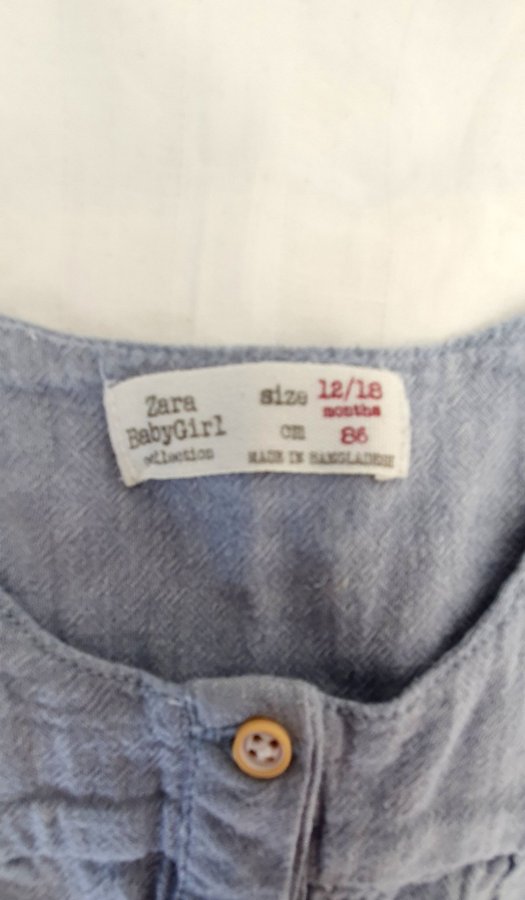 Zara
BabyGirl
collection
size 12/18
months
cm 86
MADE IN BANGLADESH